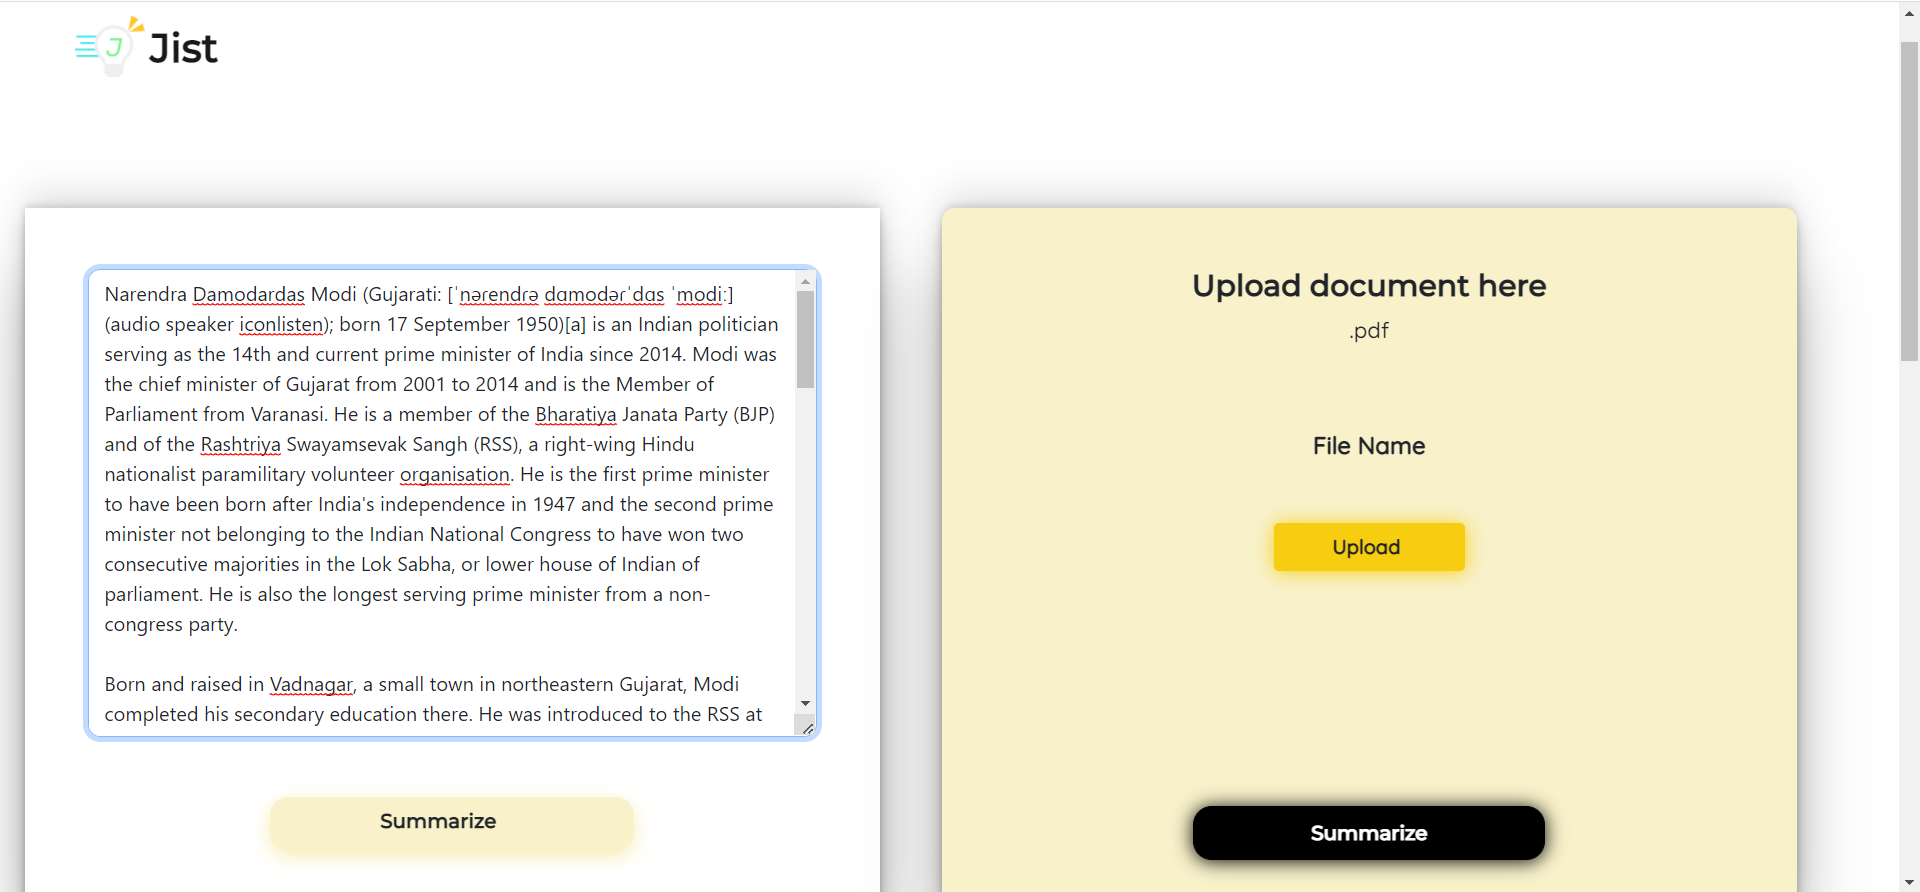 J
Jist
Narendra Damodardas Modi (Gujarati: [ˈnəɾendɾə dɑmodəɾˈdɑs ˈmodiː]
(audio speaker iconlisten); born 17 September 1950)[a] is an Indian politician
serving as the 14th and current prime minister of India since 2014. Modi was
the chief minister of Gujarat from 2001 to 2014 and is the Member of
Parliament from Varanasi. He is a member of the Bharatiya Janata Party (BJP)
and of the Rashtriya Swayamsevak Sangh (RSS), a right-wing Hindu
nationalist paramilitary volunteer organisation. He is the first prime minister
to have been born after India's independence in 1947 and the second prime
minister not belonging to the Indian National Congress to have won two
consecutive majorities in the Lok Sabha, or lower house of Indian of
parliament. He is also the longest serving prime minister from a non-
congress party.
Born and raised in Vadnagar, a small town in northeastern Gujarat, Modi
completed his secondary education there. He was introduced to the RSS at
Summarize
Upload document here
.pdf
File Name
Upload
Summarize